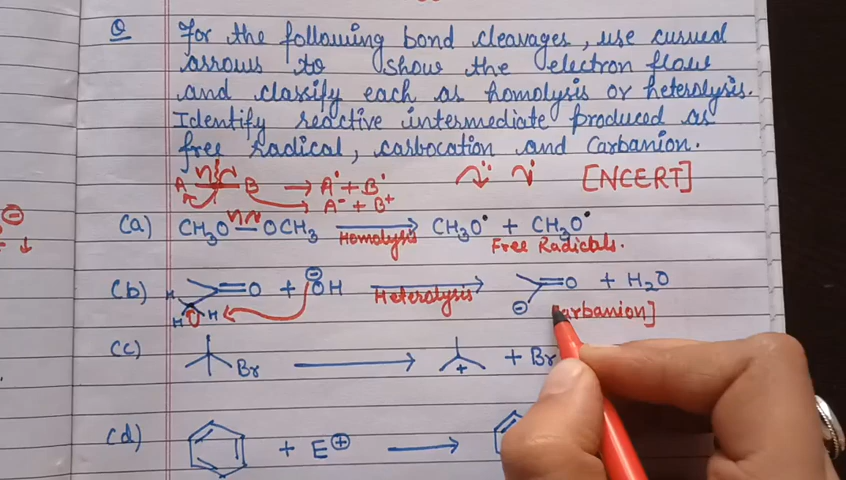 Q For the following bond cleavages, use curved
arrows to show the electron flow
and classify each as homolysis or heterolysis.
Identify reactive intermediate produced as
free radical, carbocation and Carbanion.
A — B → A• + B•
A⁻ + B⁺
[NCERT]
(a) CH₃O — OCH₃ → CH₃O• + CH₃O•
Homolysis
Free Radicals.
(b) =O + ⊖OH → =O + H₂O
H
H H
Heterolysis
⊖
arbanion]
(c) Br → + + Br
(d) + E⊕ →